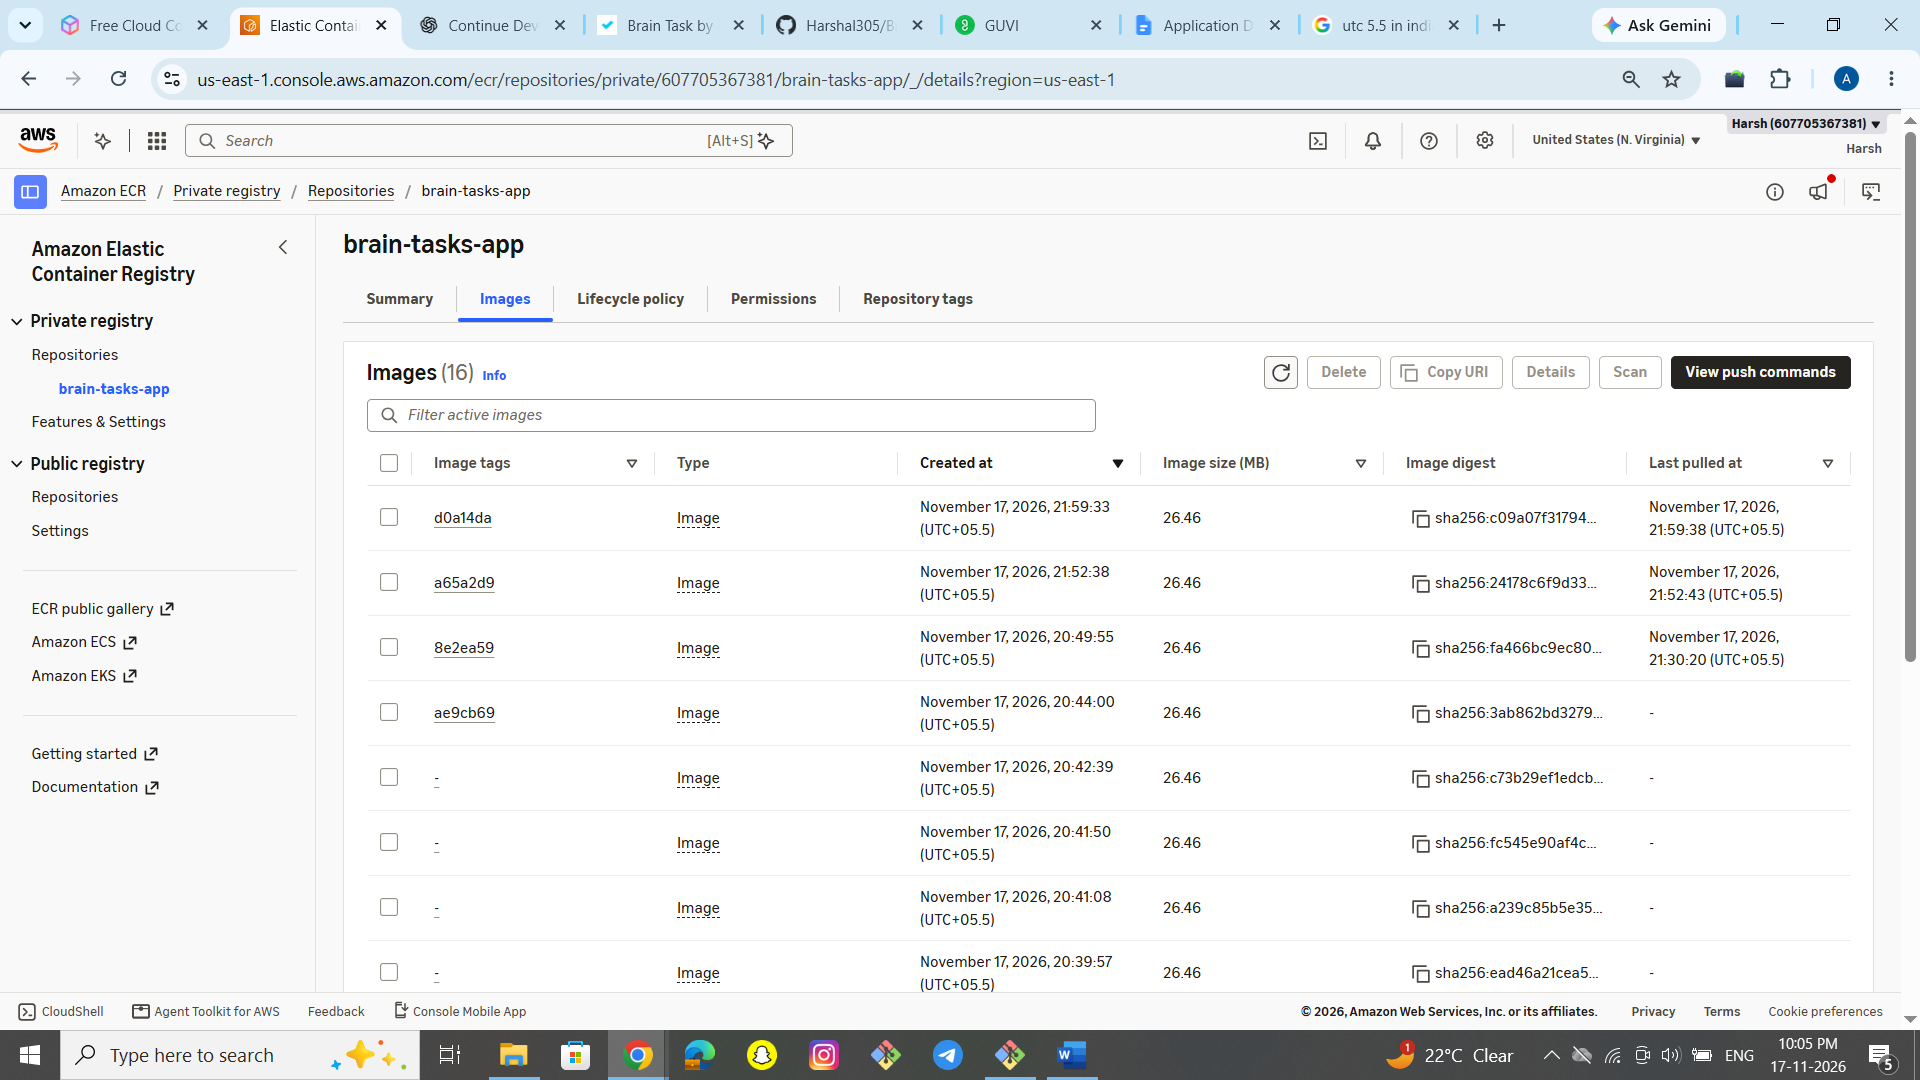 Free Cloud Co
Elastic Contai
Continue Dev
Brain Task by
Harshal305/B
GUVI
Application D
utc 5.5 in indi
Ask Gemini
us-east-1.console.aws.amazon.com/ecr/repositories/private/607705367381/brain-tasks-app/_/details?region=us-east-1
A
aws
Search
[Alt+S]
United States (N. Virginia)
Harsh (607705367381)
Harsh
Amazon ECR / Private registry / Repositories / brain-tasks-app
Amazon Elastic
Container Registry
Private registry
Repositories
brain-tasks-app
Features & Settings
Public registry
Repositories
Settings
ECR public gallery
Amazon ECS
Amazon EKS
Getting started
Documentation
brain-tasks-app
Summary
Images
Lifecycle policy
Permissions
Repository tags
Images (16) Info
Delete
Copy URI
Details
Scan
View push commands
Filter active images
Image tags
Type
Created at
Image size (MB)
Image digest
Last pulled at
d0a14da
Image
November 17, 2026, 21:59:33
(UTC+05.5)
26.46
sha256:c09a07f31794...
November 17, 2026,
21:59:38 (UTC+05.5)
a65a2d9
Image
November 17, 2026, 21:52:38
(UTC+05.5)
26.46
sha256:24178c6f9d33...
November 17, 2026,
21:52:43 (UTC+05.5)
8e2ea59
Image
November 17, 2026, 20:49:55
(UTC+05.5)
26.46
sha256:fa466bc9ec80...
November 17, 2026,
21:30:20 (UTC+05.5)
ae9cb69
Image
November 17, 2026, 20:44:00
(UTC+05.5)
26.46
sha256:3ab862bd3279...
-
-
Image
November 17, 2026, 20:42:39
(UTC+05.5)
26.46
sha256:c73b29ef1edcb...
-
-
Image
November 17, 2026, 20:41:50
(UTC+05.5)
26.46
sha256:fc545e90af4c...
-
-
Image
November 17, 2026, 20:41:08
(UTC+05.5)
26.46
sha256:a239c85b5e35...
-
-
Image
November 17, 2026, 20:39:57
(UTC+05.5)
26.46
sha256:ead46a21cea5...
-
CloudShell
Agent Toolkit for AWS
Feedback
Console Mobile App
© 2026, Amazon Web Services, Inc. or its affiliates.
Privacy
Terms
Cookie preferences
Type here to search
1
22°C Clear
ENG
10:05 PM
17-11-2026
5